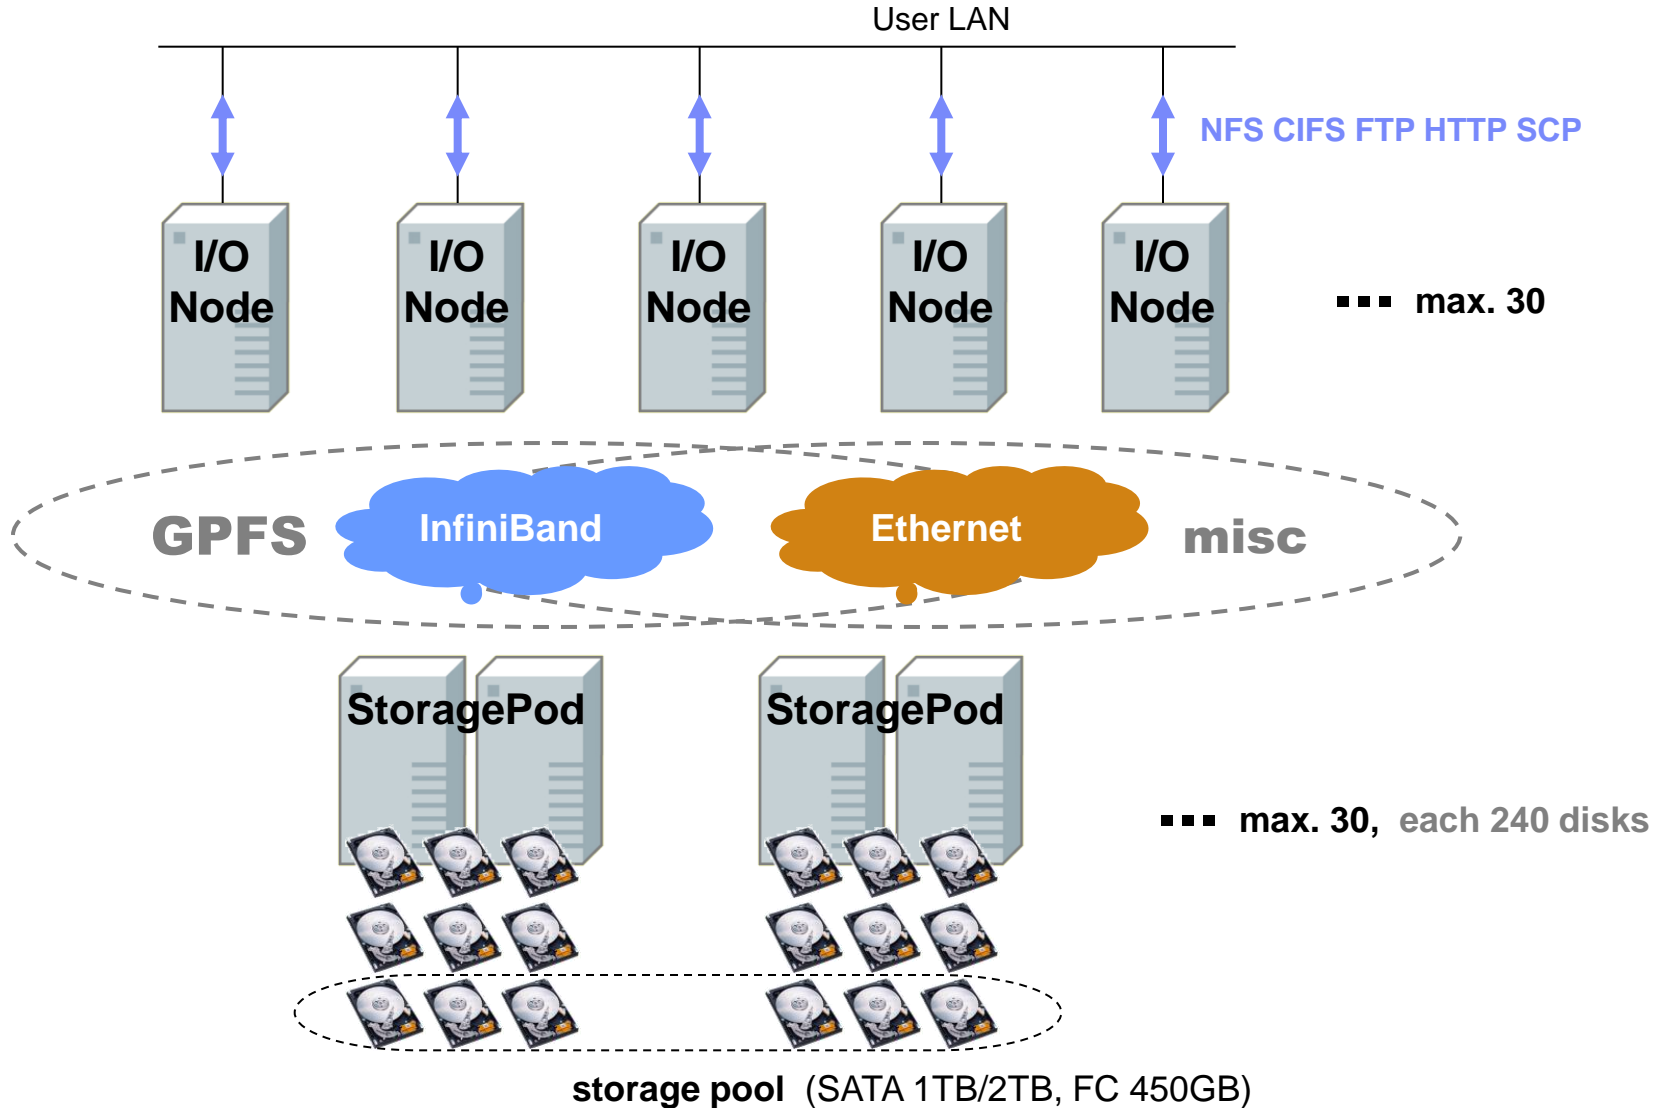 User LAN
NFS CIFS FTP HTTP SCP
I/O Node
I/O Node
I/O Node
I/O Node
I/O Node
max. 30
GPFS
InfiniBand
Ethernet
misc
StoragePod
StoragePod
max. 30, each 240 disks
storage pool (SATA 1TB/2TB, FC 450GB)